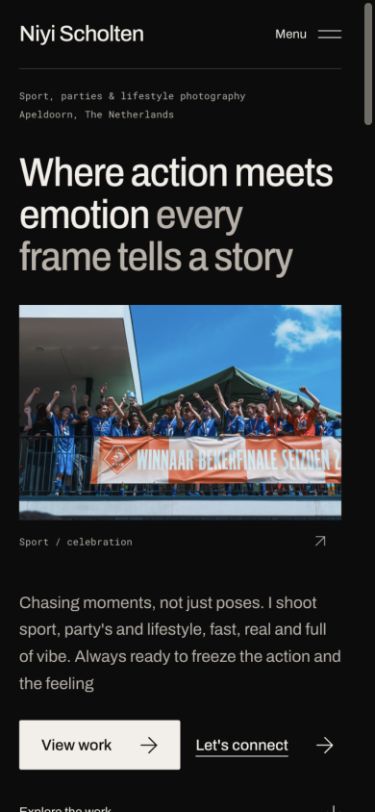 Niyi Scholten
Menu
Sport, parties & lifestyle photography
Apeldoorn, The Netherlands
Where action meets
emotion every
frame tells a story
WINNAAR BEKERFINALE SEIZOEN 2
Sport / celebration
Chasing moments, not just poses. I shoot
sport, party's and lifestyle, fast, real and full
of vibe. Always ready to freeze the action and
the feeling
View work
Let's connect
Explore the work